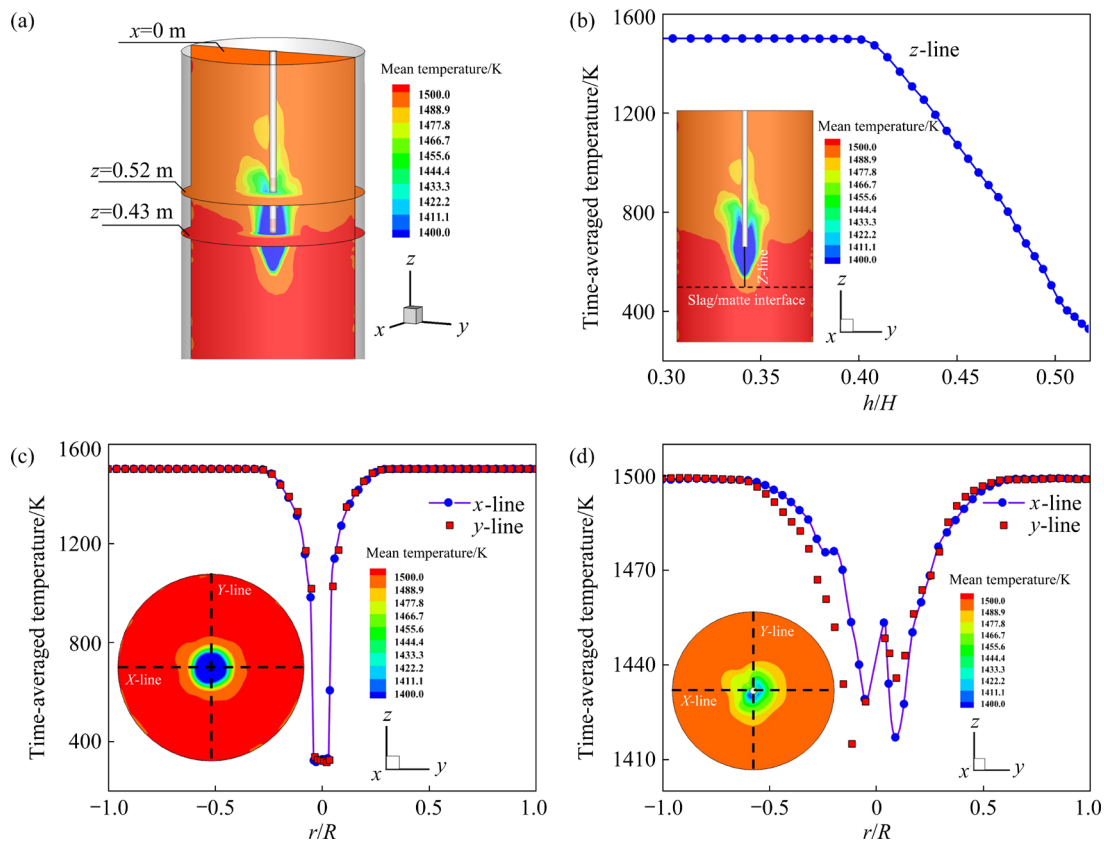 (a)
x=0 m
z=0.52 m
z=0.43 m
Mean temperature/K
1500.0
1488.9
1477.8
1466.7
1455.6
1444.4
1433.3
1422.2
1411.1
1400.0
z
x
y
(b)
Time-averaged temperature/K
1600
1200
800
400
z-line
Mean temperature/K
1500.0
1488.9
1477.8
1466.7
1455.6
1444.4
1433.3
1422.2
1411.1
1400.0
Z-line
Slag/matte interface
z
x
y
0.30
0.35
0.40
0.45
0.50
h/H
(c)
Time-averaged temperature/K
1600
1200
800
400
x-line
y-line
Mean temperature/K
1500.0
1488.9
1477.8
1466.7
1455.6
1444.4
1433.3
1422.2
1411.1
1400.0
Y-line
X-line
z
x
y
−1.0
−0.5
0
0.5
1.0
r/R
(d)
Time-averaged temperature/K
1500
1470
1440
1410
x-line
y-line
Mean temperature/K
1500.0
1488.9
1477.8
1466.7
1455.6
1444.4
1433.3
1422.2
1411.1
1400.0
Y-line
X-line
z
x
y
−1.0
−0.5
0
0.5
1.0
r/R